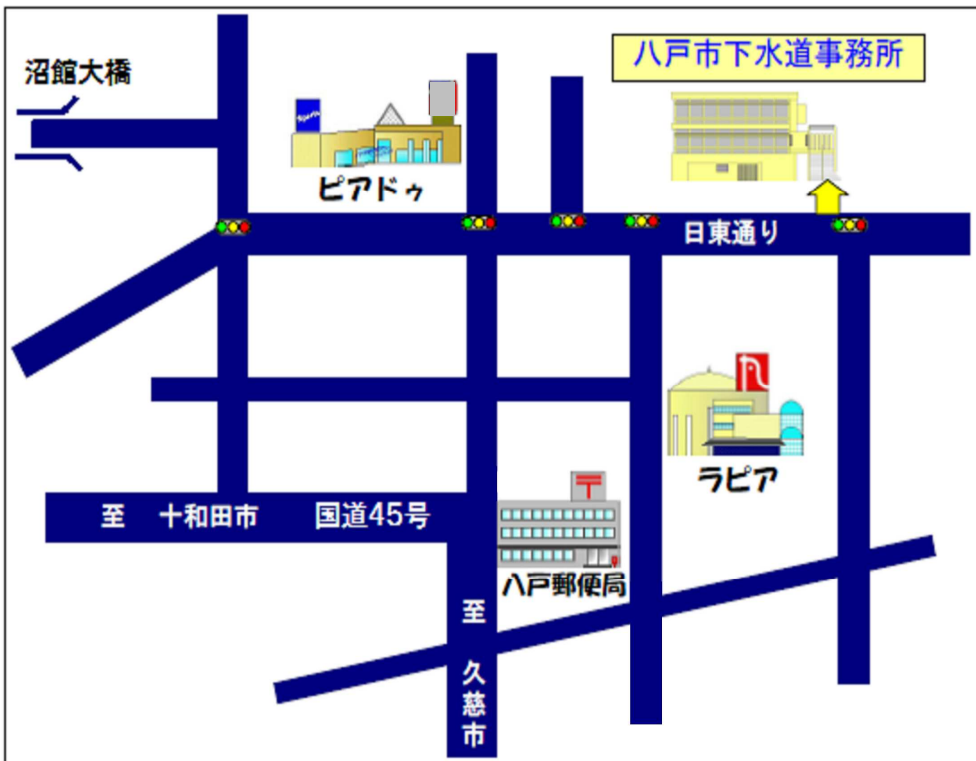 沼館大橋
八戸市下水道事務所
ピアドゥ
日東通り
ラピア
至 十和田市 国道45号
八戸郵便局
至 久慈市